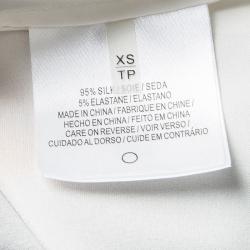 XS
TP
95% SILK / SOIE / SEDA
5% ELASTANE / ELASTANO
MADE IN CHINA / FABRIQUE EN CHINE /
HECHO EN CHINA / FEITO EM CHINA /
CARE ON REVERSE / VOIR VERSO /
CUIDADO AL DORSO / CUIDE EM CONTRÁRIO